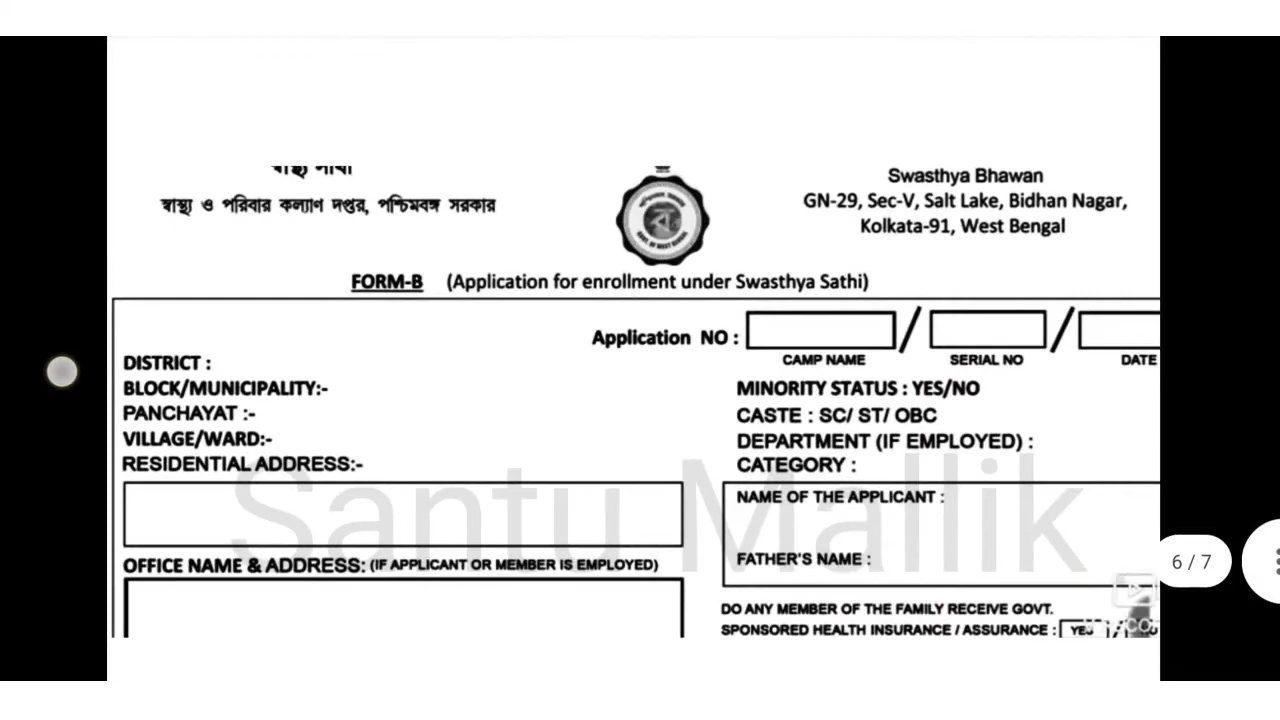 স্বাস্থ্য সাথী
স্বাস্থ্য ও পরিবার কল্যাণ দপ্তর, পশ্চিমবঙ্গ সরকার
Swasthya Bhawan
GN-29, Sec-V, Salt Lake, Bidhan Nagar,
Kolkata-91, West Bengal
FORM-B (Application for enrollment under Swasthya Sathi)
Application NO : / /
CAMP NAME SERIAL NO DATE
DISTRICT :
BLOCK/MUNICIPALITY:-
PANCHAYAT :-
VILLAGE/WARD:-
RESIDENTIAL ADDRESS:-
MINORITY STATUS : YES/NO
CASTE : SC/ ST/ OBC
DEPARTMENT (IF EMPLOYED) :
CATEGORY :
NAME OF THE APPLICANT :
FATHER'S NAME :
Santu Mallik
OFFICE NAME & ADDRESS: (IF APPLICANT OR MEMBER IS EMPLOYED)
DO ANY MEMBER OF THE FAMILY RECEIVE GOVT.
SPONSORED HEALTH INSURANCE / ASSURANCE : YES /
6 / 7